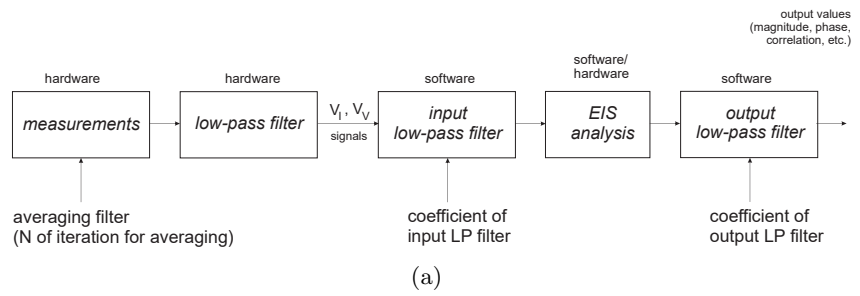 output values
(magnitude, phase,
correlation, etc.)
hardware
hardware
software
software/
hardware
software
measurements
low-pass filter
V_I , V_V
signals
input
low-pass filter
EIS
analysis
output
low-pass filter
averaging filter
(N of iteration for averaging)
coefficient of
input LP filter
coefficient of
output LP filter
(a)